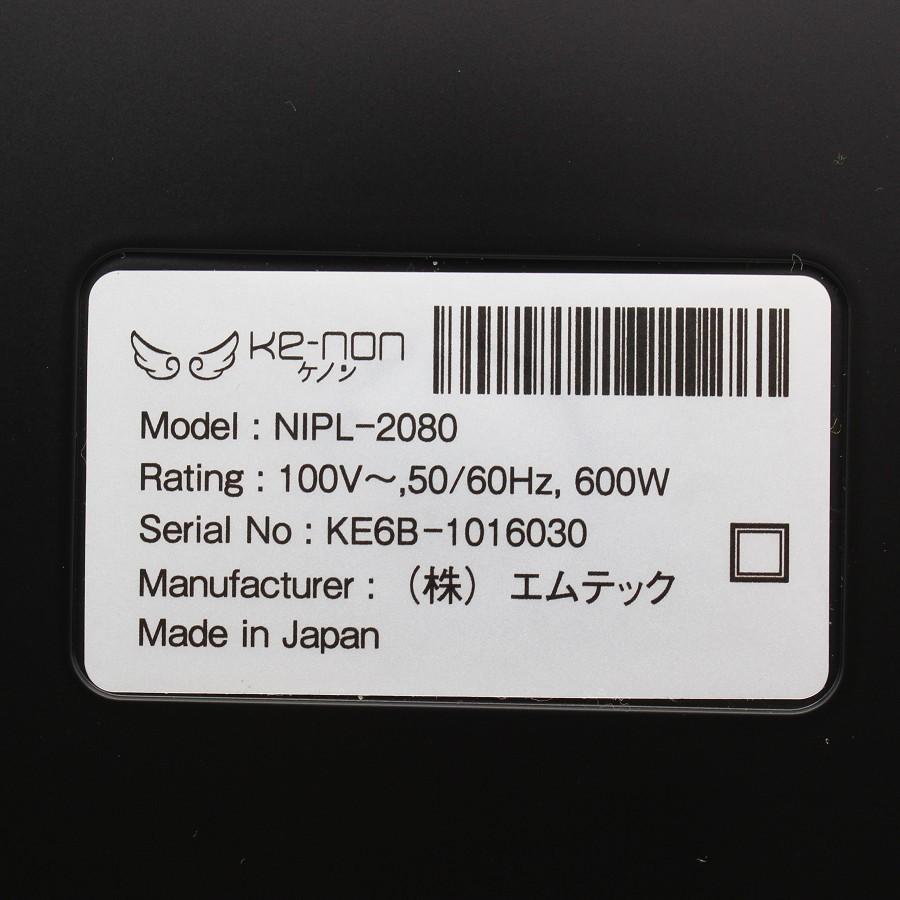 ke-non
ケノン
Model : NIPL-2080
Rating : 100V～,50/60Hz, 600W
Serial No : KE6B-1016030
Manufacturer : （株） エムテック
Made in Japan